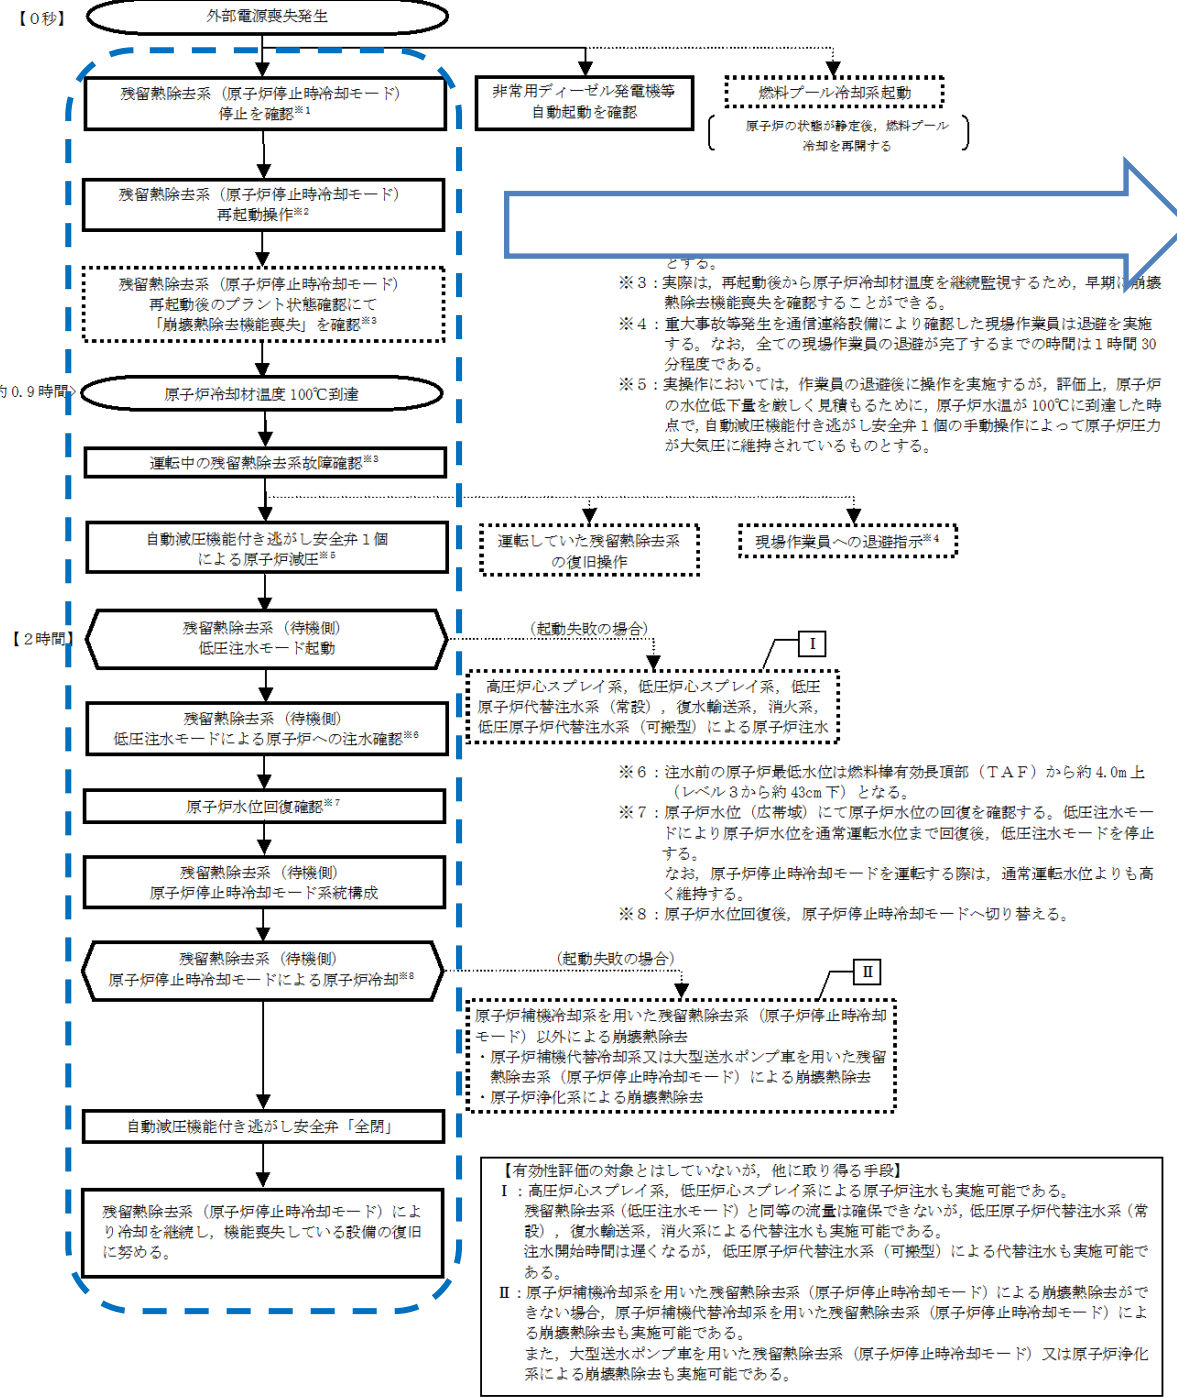 【0秒】
外部電源喪失発生
残留熱除去系（原子炉停止時冷却モード）
停止を確認※1
非常用ディーゼル発電機等
自動起動を確認
燃料プール冷却系起動
原子炉の状態が静定後，燃料プール
冷却を再開する
残留熱除去系（原子炉停止時冷却モード）
再起動操作※2
とする。
残留熱除去系（原子炉停止時冷却モード）
再起動後のプラント状態確認にて
「崩壊熱除去機能喪失」を確認※3
※３：実際は，再起動後から原子炉冷却材温度を継続監視するため，早期に崩壊
熱除去機能喪失を確認することができる。
※４：重大事故等発生を通信連絡設備により確認した現場作業員は退避を実施
する。なお，全ての現場作業員の退避が完了するまでの時間は１時間 30
分程度である。
※５：実操作においては，作業員の退避後に操作を実施するが，評価上，原子炉
の水位低下量を厳しく見積もるために，原子炉水温が 100℃に到達した時
点で，自動減圧機能付き逃がし安全弁１個の手動操作によって原子炉圧力
が大気圧に維持されているものとする。
約0.9時間〉
原子炉冷却材温度 100℃到達
運転中の残留熱除去系故障確認※3
自動減圧機能付き逃がし安全弁１個
による原子炉減圧※5
運転していた残留熱除去系
の復旧操作
現場作業員への退避指示※4
【２時間】
残留熱除去系（待機側）
低圧注水モード起動
（起動失敗の場合）
Ⅰ
高圧炉心スプレイ系，低圧炉心スプレイ系，低圧
原子炉代替注水系（常設），復水輸送系，消火系，
低圧原子炉代替注水系（可搬型）による原子炉注水
残留熱除去系（待機側）
低圧注水モードによる原子炉への注水確認※6
原子炉水位回復確認※7
※６：注水前の原子炉最低水位は燃料棒有効長頂部（ＴＡＦ）から約 4.0m 上
（レベル３から約 43cm 下）となる。
※７：原子炉水位（広帯域）にて原子炉水位の回復を確認する。低圧注水モー
ドにより原子炉水位を通常運転水位まで回復後，低圧注水モードを停止
する。
なお，原子炉停止時冷却モードを運転する際は，通常運転水位よりも高
く維持する。
※８：原子炉水位回復後，原子炉停止時冷却モードへ切り替える。
残留熱除去系（待機側）
原子炉停止時冷却モード系統構成
残留熱除去系（待機側）
原子炉停止時冷却モードによる原子炉冷却※8
（起動失敗の場合）
Ⅱ
原子炉補機冷却系を用いた残留熱除去系（原子炉停止時冷却
モード）以外による崩壊熱除去
・原子炉補機代替冷却系又は大型送水ポンプ車を用いた残留
熱除去系（原子炉停止時冷却モード）による崩壊熱除去
・原子炉浄化系による崩壊熱除去
自動減圧機能付き逃がし安全弁「全閉」
残留熱除去系（原子炉停止時冷却モード）によ
り冷却を継続し，機能喪失している設備の復旧
に努める。
【有効性評価の対象とはしていないが，他に取り得る手段】
Ⅰ：高圧炉心スプレイ系，低圧炉心スプレイ系による原子炉注水も実施可能である。
残留熱除去系（低圧注水モード）と同等の流量は確保できないが，低圧原子炉代替注水系（常
設），復水輸送系，消火系による代替注水も実施可能である。
注水開始時間は遅くなるが，低圧原子炉代替注水系（可搬型）による代替注水も実施可能で
ある。
Ⅱ：原子炉補機冷却系を用いた残留熱除去系（原子炉停止時冷却モード）による崩壊熱除去がで
きない場合，原子炉補機代替冷却系を用いた残留熱除去系（原子炉停止時冷却モード）によ
る崩壊熱除去も実施可能である。
また，大型送水ポンプ車を用いた残留熱除去系（原子炉停止時冷却モード）又は原子炉浄化
系による崩壊熱除去も実施可能である。